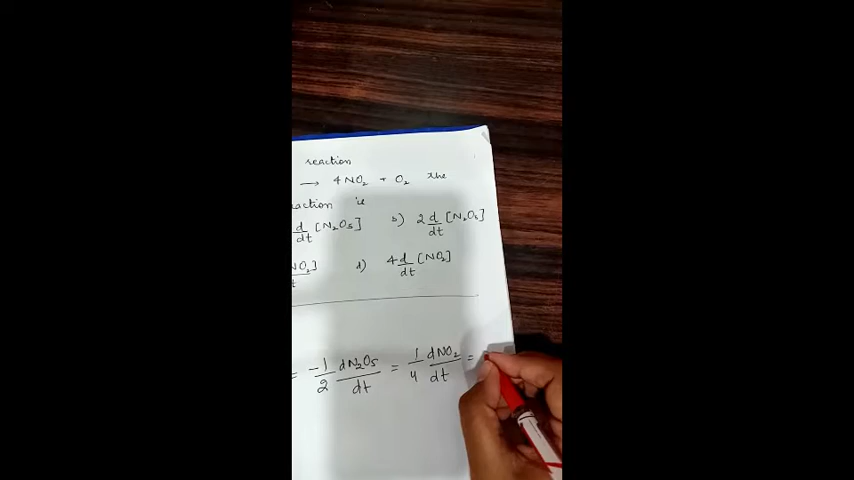 reaction
→ 4NO₂ + O₂ the
action is
d/dt [N₂O₅] b) 2 d/dt [N₂O₅]
NO₂] d) 4 d/dt [NO₂]
= -1/2 dN₂O₅/dt = 1/4 dNO₂/dt =